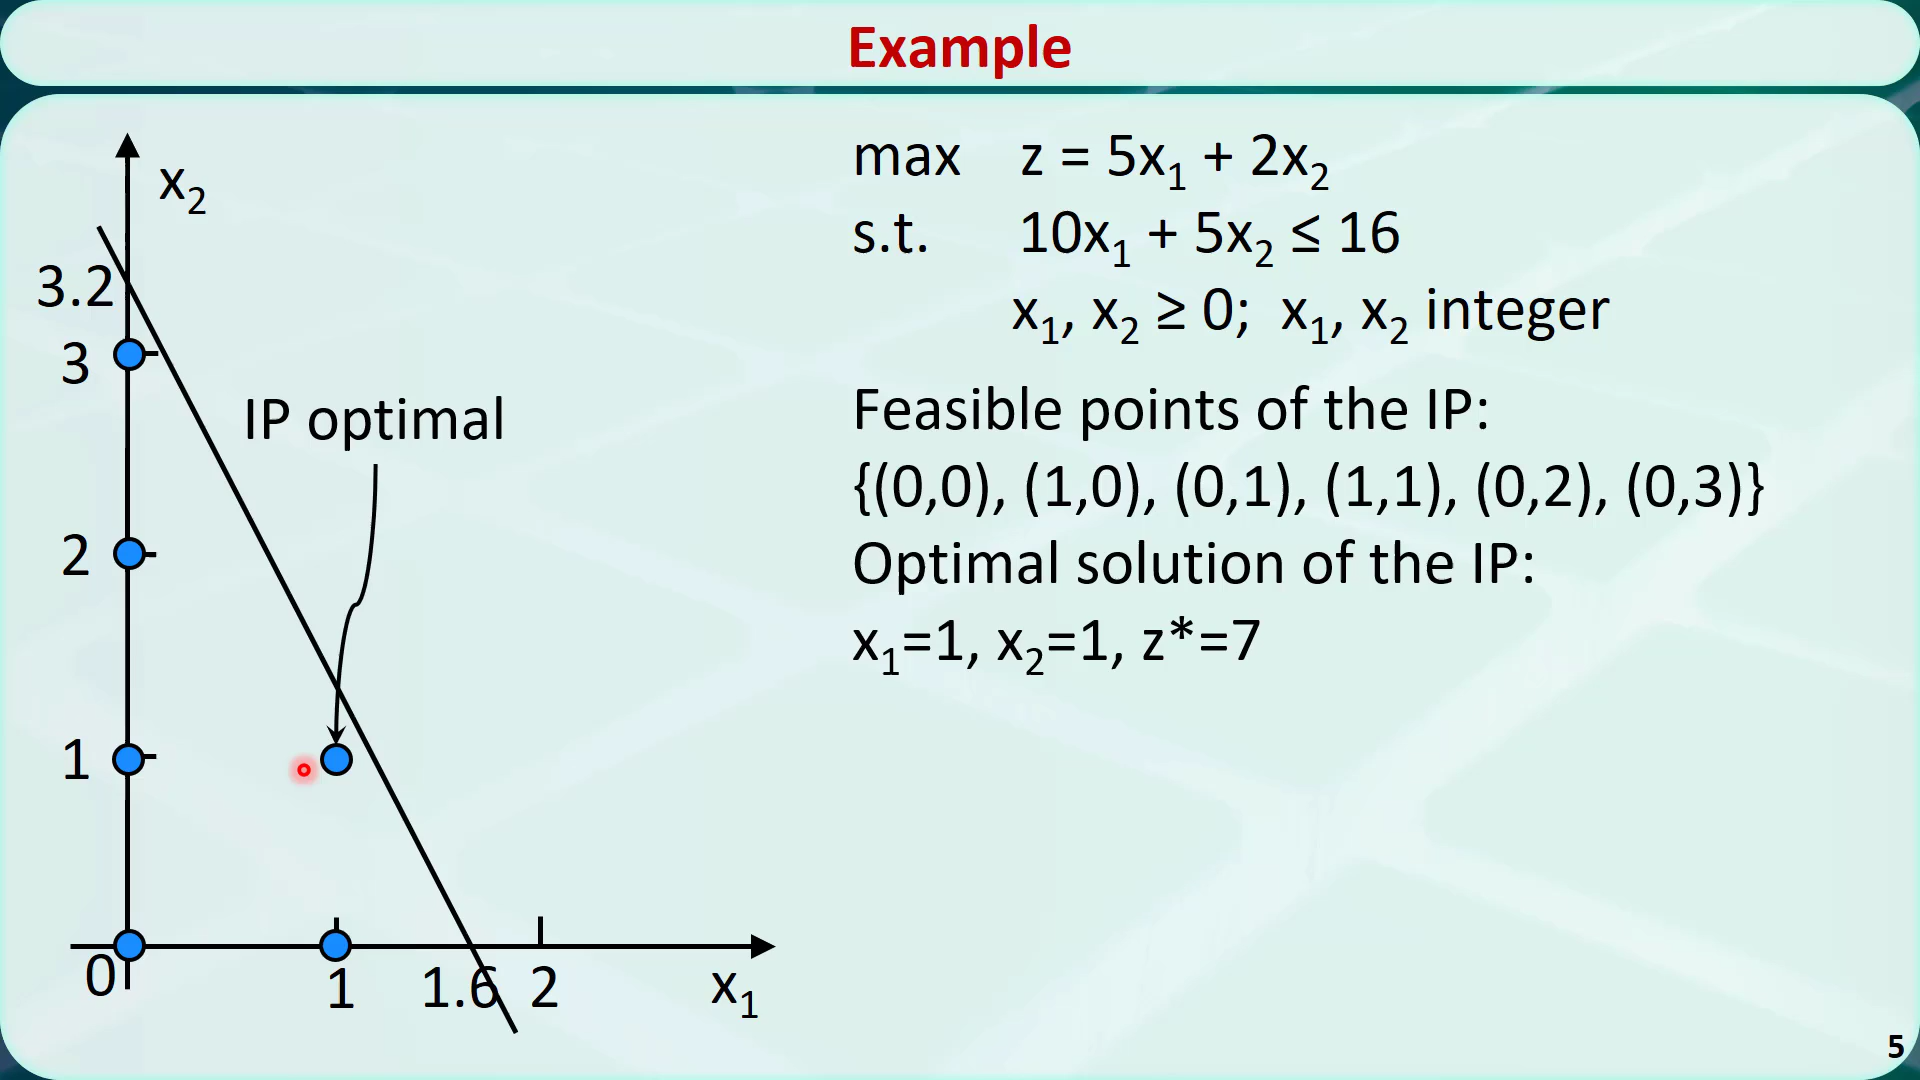 Example
x₂
3.2
3
2
1
0
1
1.6
2
x₁
IP optimal
max z = 5x₁ + 2x₂
s.t. 10x₁ + 5x₂ ≤ 16
x₁, x₂ ≥ 0; x₁, x₂ integer
Feasible points of the IP:
{(0,0), (1,0), (0,1), (1,1), (0,2), (0,3)}
Optimal solution of the IP:
x₁=1, x₂=1, z*=7
5